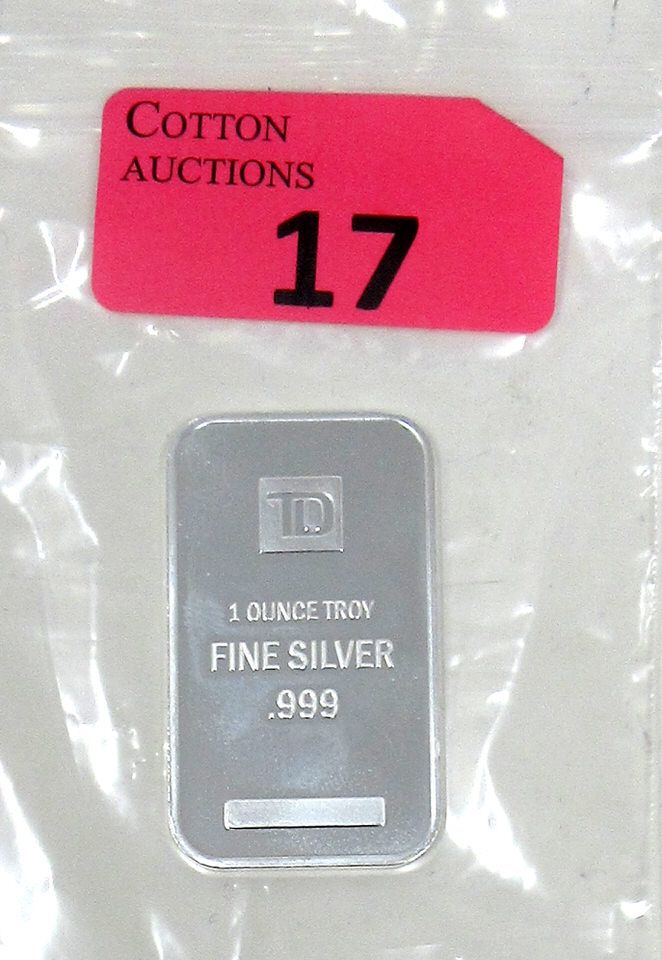 COTTON
AUCTIONS
17
TD
1 OUNCE TROY
FINE SILVER
.999